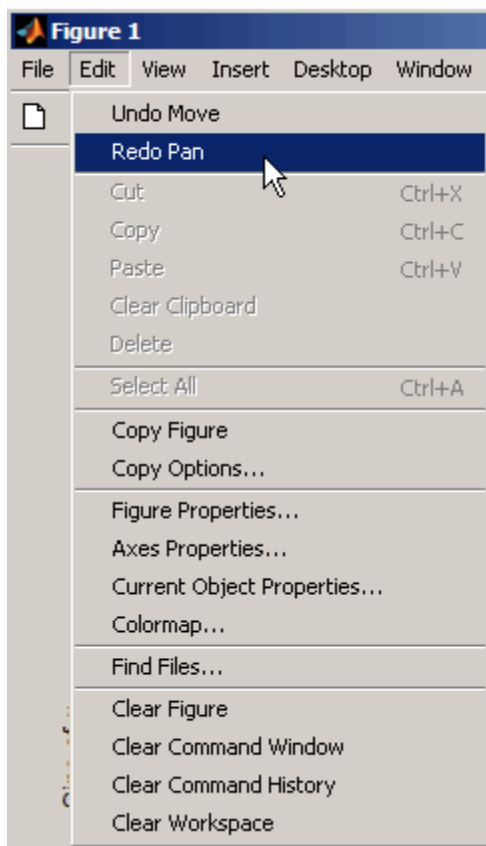 Figure 1
File Edit View Insert Desktop Window
Undo Move
Redo Pan
Cut Ctrl+X
Copy Ctrl+C
Paste Ctrl+V
Clear Clipboard
Delete
Select All Ctrl+A
Copy Figure
Copy Options...
Figure Properties...
Axes Properties...
Current Object Properties...
Colormap...
Find Files...
Clear Figure
Clear Command Window
Clear Command History
Clear Workspace